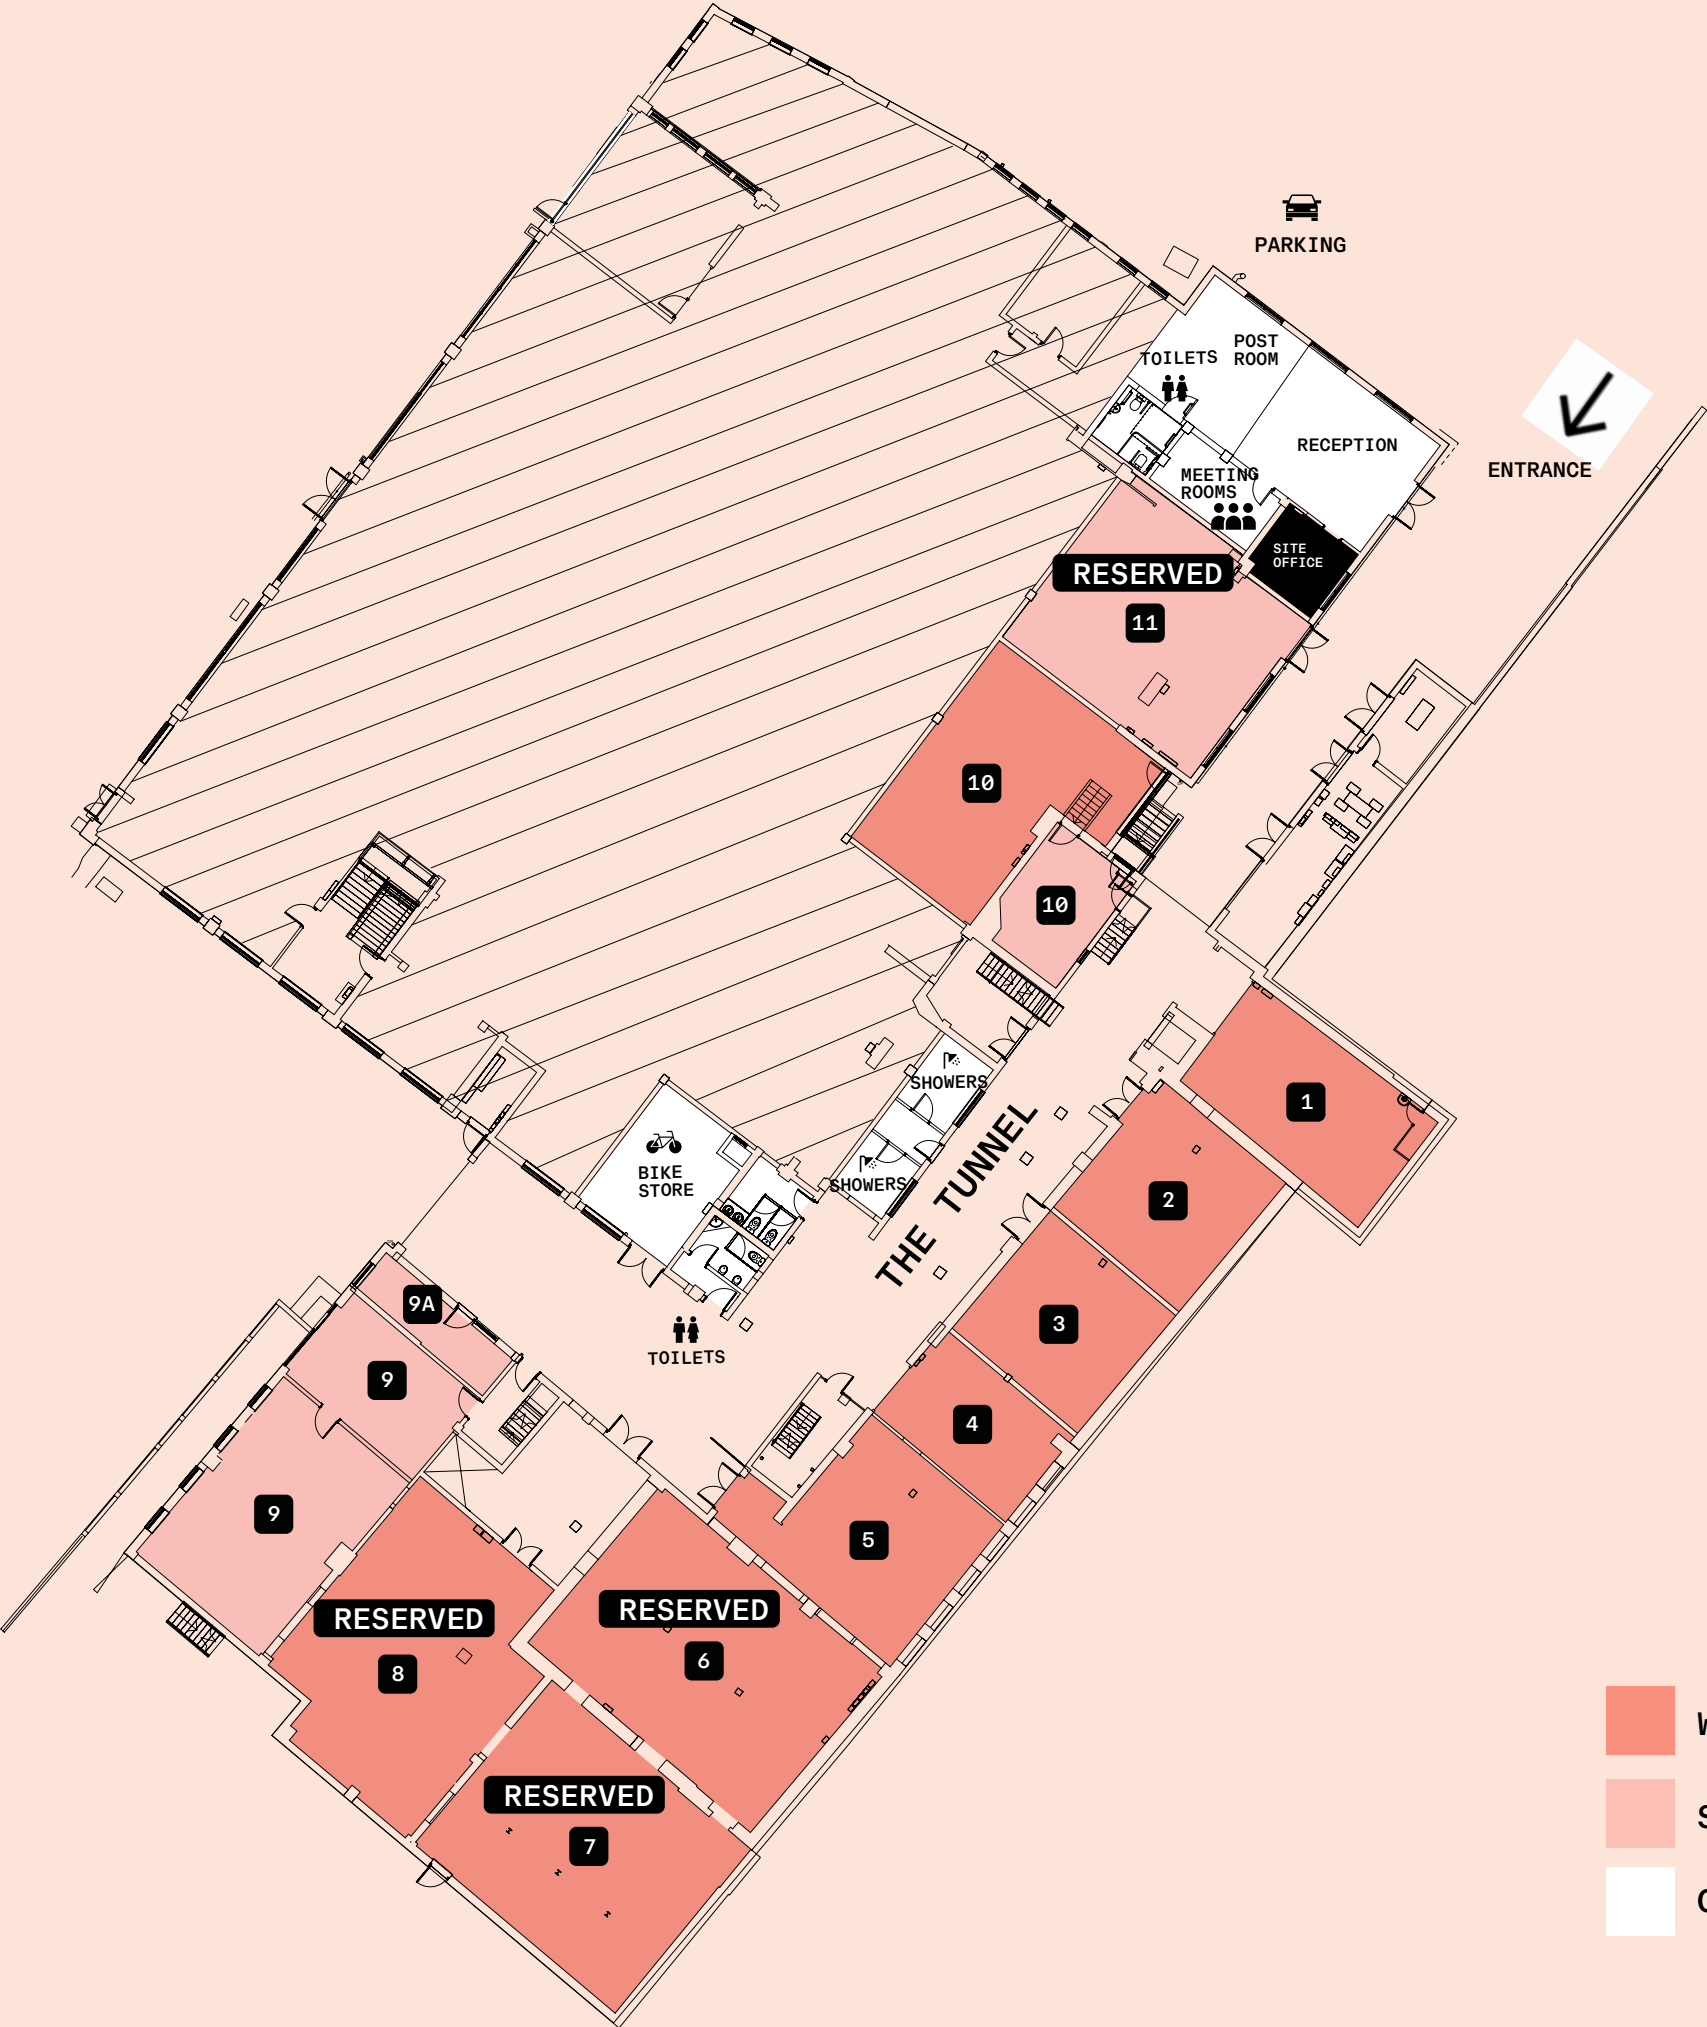 PARKING
POST
ROOM
TOILETS
RECEPTION
ENTRANCE
MEETING
ROOMS
SITE
OFFICE
RESERVED
11
10
10
1
SHOWERS
THE TUNNEL
BIKE
STORE
SHOWERS
2
9A
3
TOILETS
9
4
9
5
RESERVED
8
RESERVED
6
RESERVED
7